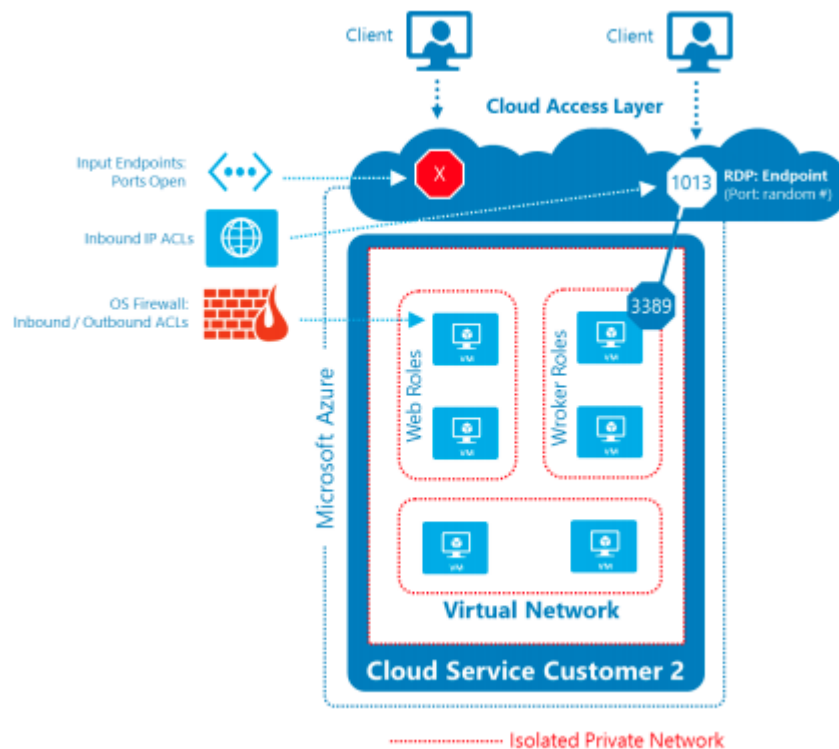 Client
Client
Cloud Access Layer
Input Endpoints:
Ports Open
X
1013
RDP: Endpoint
(Port: random #)
Inbound IP ACLs
OS Firewall:
Inbound / Outbound ACLs
3389
Microsoft Azure
Web Roles
VM
VM
Wroker Roles
VM
VM
VM
VM
Virtual Network
Cloud Service Customer 2
Isolated Private Network